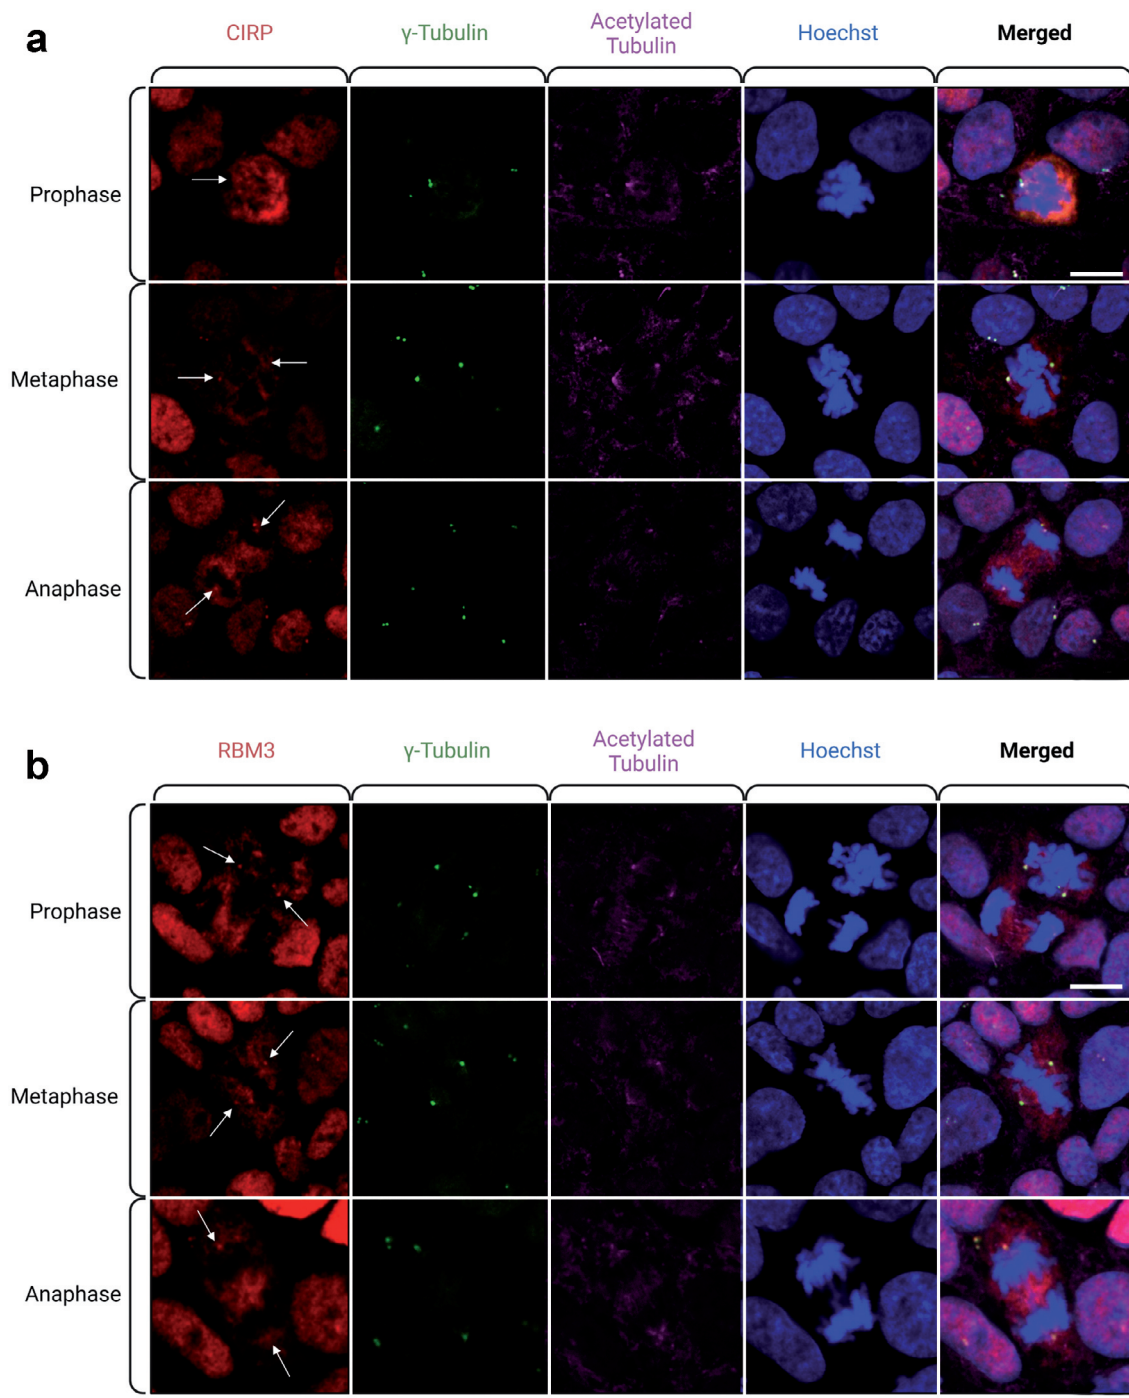 a
CIRP
γ-Tubulin
Acetylated
Tubulin
Hoechst
Merged
Prophase
Metaphase
Anaphase
b
RBM3
γ-Tubulin
Acetylated
Tubulin
Hoechst
Merged
Prophase
Metaphase
Anaphase